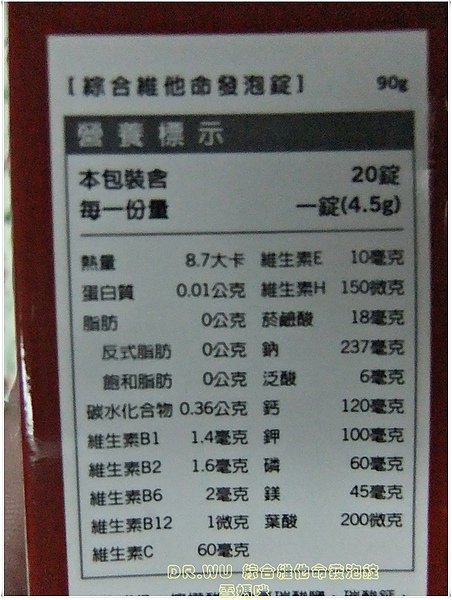 【綜合維他命發泡錠】 90g
營養標示
本包裝含 20錠
每一份量 一錠(4.5g)
熱量 8.7大卡 維生素E 10毫克
蛋白質 0.01公克 維生素H 150微克
脂肪 0公克 菸鹼酸 18毫克
反式脂肪 0公克 鈉 237毫克
飽和脂肪 0公克 泛酸 6毫克
碳水化合物 0.36公克 鈣 120毫克
維生素B1 1.4毫克 鉀 100毫克
維生素B2 1.6毫克 磷 60毫克
維生素B6 2毫克 鎂 45毫克
維生素B12 1微克 葉酸 200微克
維生素C 60毫克
DR.WU 綜合維他命發泡錠